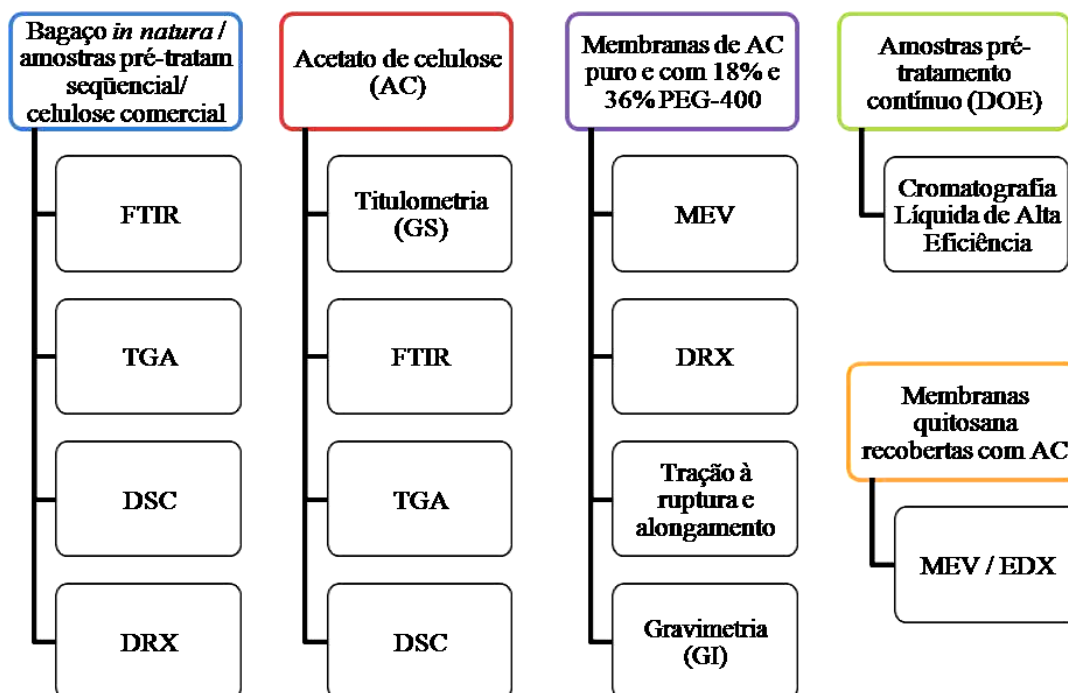 Bagaço in natura /
amostras pré-tratam
seqüencial/
celulose comercial
FTIR
TGA
DSC
DRX
Acetato de celulose
(AC)
Titulometria
(GS)
FTIR
TGA
DSC
Membranas de AC
puro e com 18% e
36% PEG-400
MEV
DRX
Tração à
ruptura e
alongamento
Gravimetria
(GI)
Amostras pré-
tratamento
contínuo (DOE)
Cromatografia
Líquida de Alta
Eficiência
Membranas
quitosana
recobertas com AC
MEV / EDX